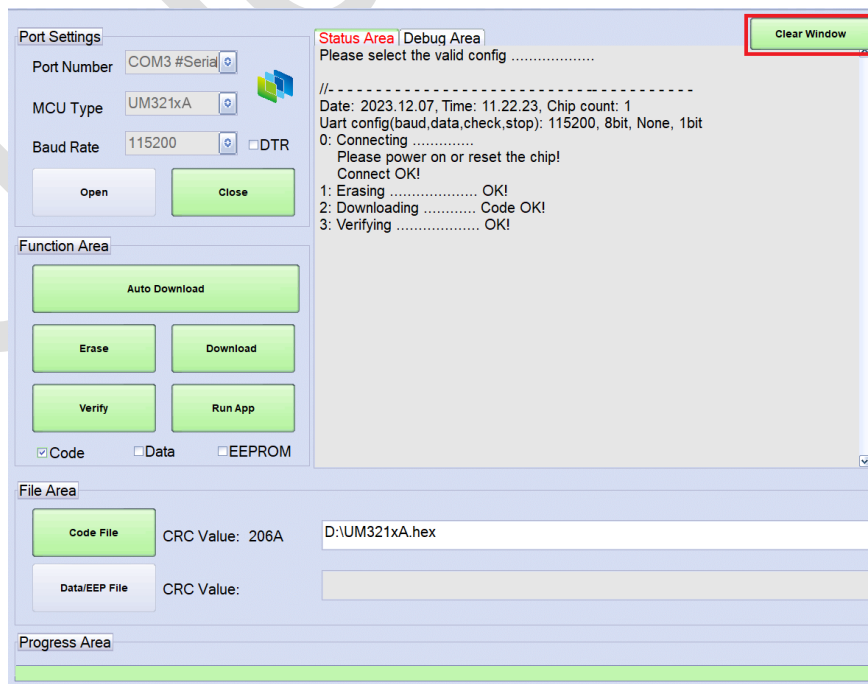 Port Settings
Port Number COM3 #Serial
MCU Type UM321xA
Baud Rate 115200 DTR
Open Close
Function Area
Auto Download
Erase Download
Verify Run App
Code Data EEPROM
Status Area Debug Area
Clear Window
Please select the valid config ...................
//- - - - - - - - - - - - - - - - - - - - - - - - - - - - -- - - - - - - - - - -
Date: 2023.12.07, Time: 11.22.23, Chip count: 1
Uart config(baud,data,check,stop): 115200, 8bit, None, 1bit
0: Connecting ..............
Please power on or reset the chip!
Connect OK!
1: Erasing .................... OK!
2: Downloading ............ Code OK!
3: Verifying ................... OK!
File Area
Code File CRC Value: 206A D:\UM321xA.hex
Data/EEP File CRC Value:
Progress Area